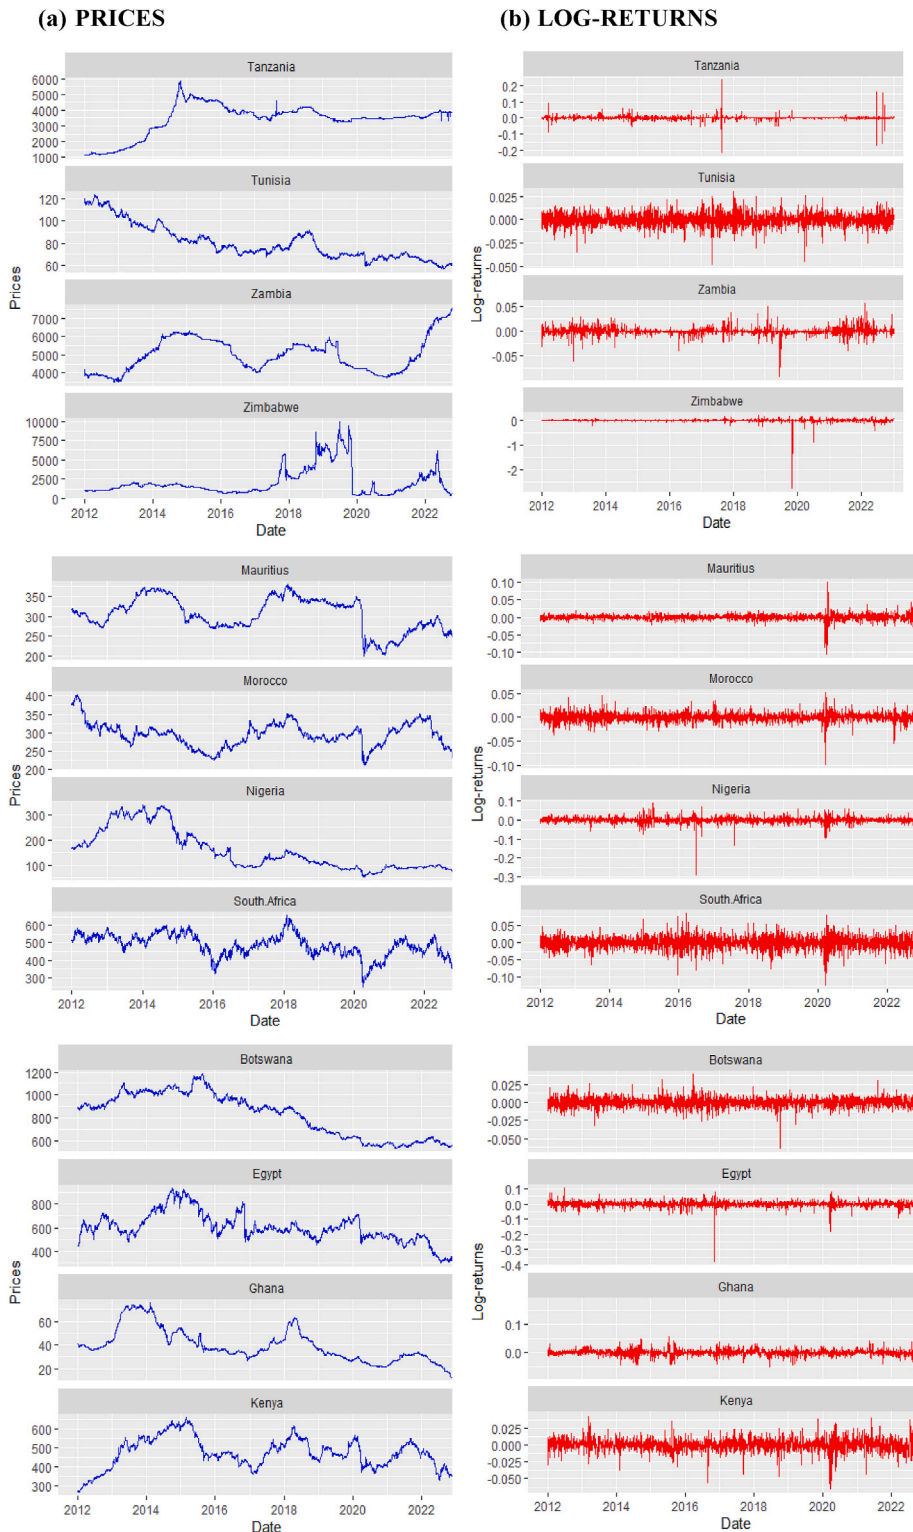 (a) PRICES
(b) LOG-RETURNS
Tanzania
6000
5000
4000
3000
2000
1000
Tunisia
120
100
80
60
Zambia
7000
6000
5000
4000
Zimbabwe
10000
7500
5000
2500
0
2012 2014 2016 2018 2020 2022
Date
Prices
Tanzania
0.2
0.1
0.0
-0.1
-0.2
Tunisia
0.025
0.000
-0.025
-0.050
Zambia
0.05
0.00
-0.05
Zimbabwe
0
-1
-2
2012 2014 2016 2018 2020 2022
Date
Log-returns
Mauritius
350
300
250
200
Morocco
400
350
300
250
200
Nigeria
300
200
100
South.Africa
600
500
400
300
2012 2014 2016 2018 2020 2022
Date
Prices
Mauritius
0.10
0.05
0.00
-0.05
-0.10
Morocco
0.05
0.00
-0.05
-0.10
Nigeria
0.1
0.0
-0.1
-0.2
-0.3
South.Africa
0.05
0.00
-0.05
-0.10
2012 2014 2016 2018 2020 2022
Date
Log-returns
Botswana
1200
1000
800
600
Egypt
800
600
400
Ghana
60
40
20
Kenya
600
500
400
300
2012 2014 2016 2018 2020 2022
Date
Prices
Botswana
0.025
0.000
-0.025
-0.050
Egypt
0.1
0.0
-0.1
-0.2
-0.3
-0.4
Ghana
0.1
0.0
Kenya
0.025
0.000
-0.025
-0.050
2012 2014 2016 2018 2020 2022
Date
Log-returns